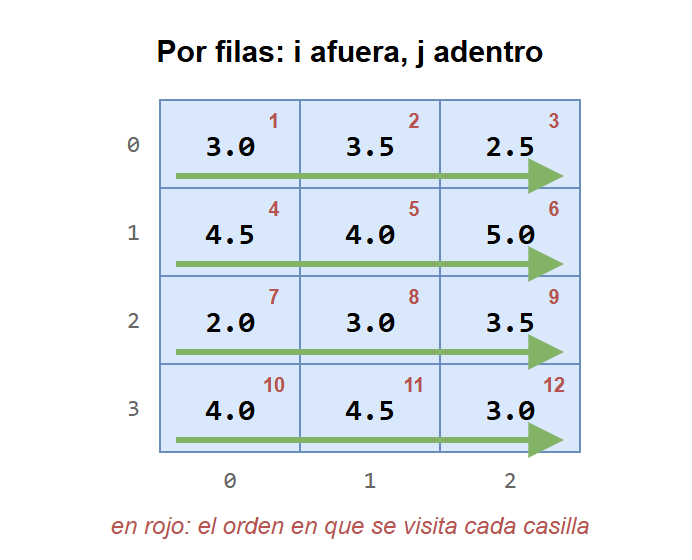 Por filas: i afuera, j adentro
1 2 3
0 3.0 3.5 2.5
4 5 6
1 4.5 4.0 5.0
7 8 9
2 2.0 3.0 3.5
10 11 12
3 4.0 4.5 3.0
0 1 2
en rojo: el orden en que se visita cada casilla